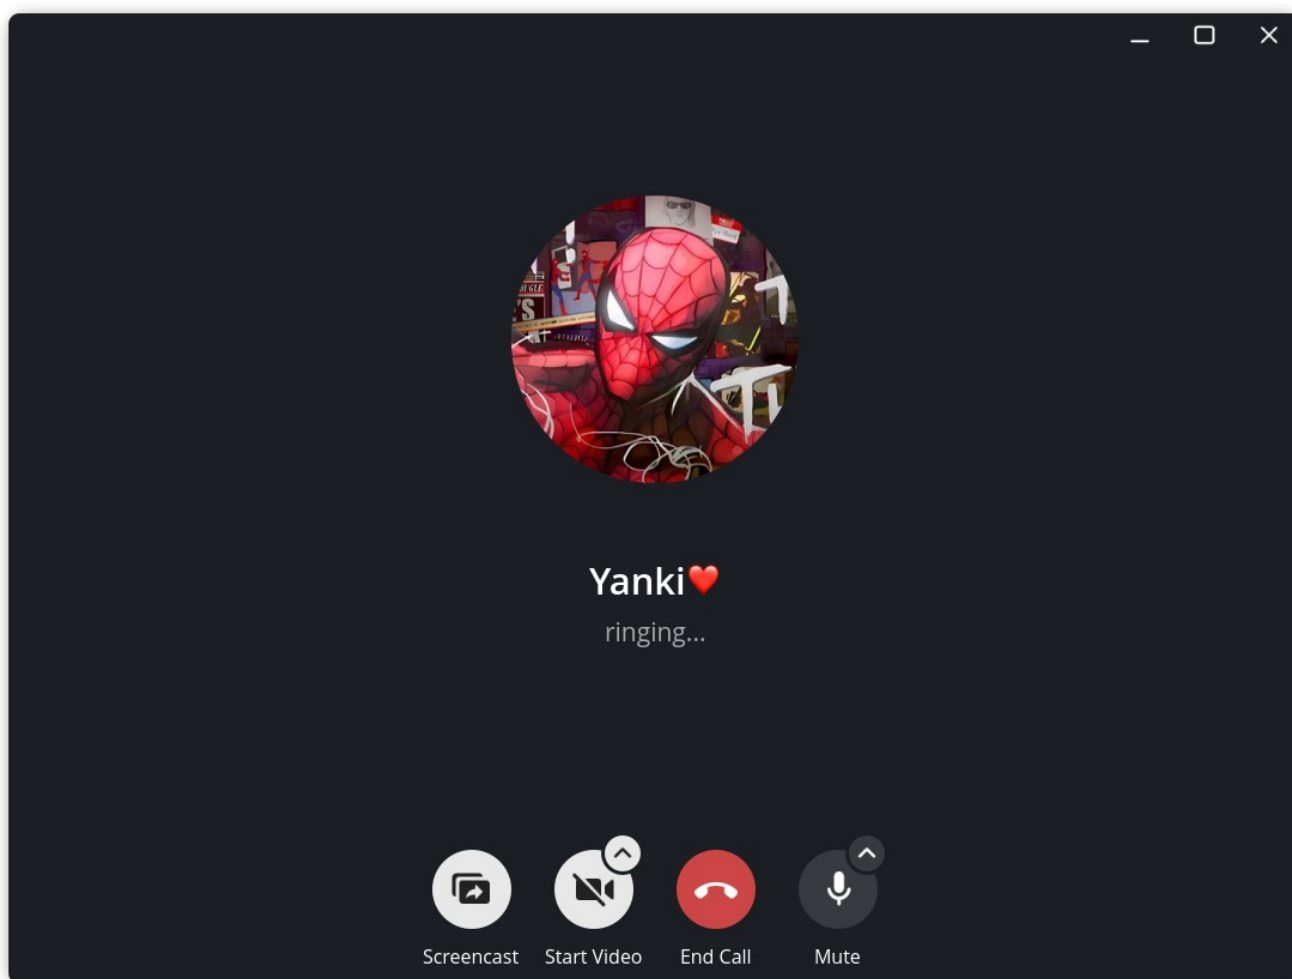 Yanki❤️
ringing...
Screencast
Start Video
End Call
Mute